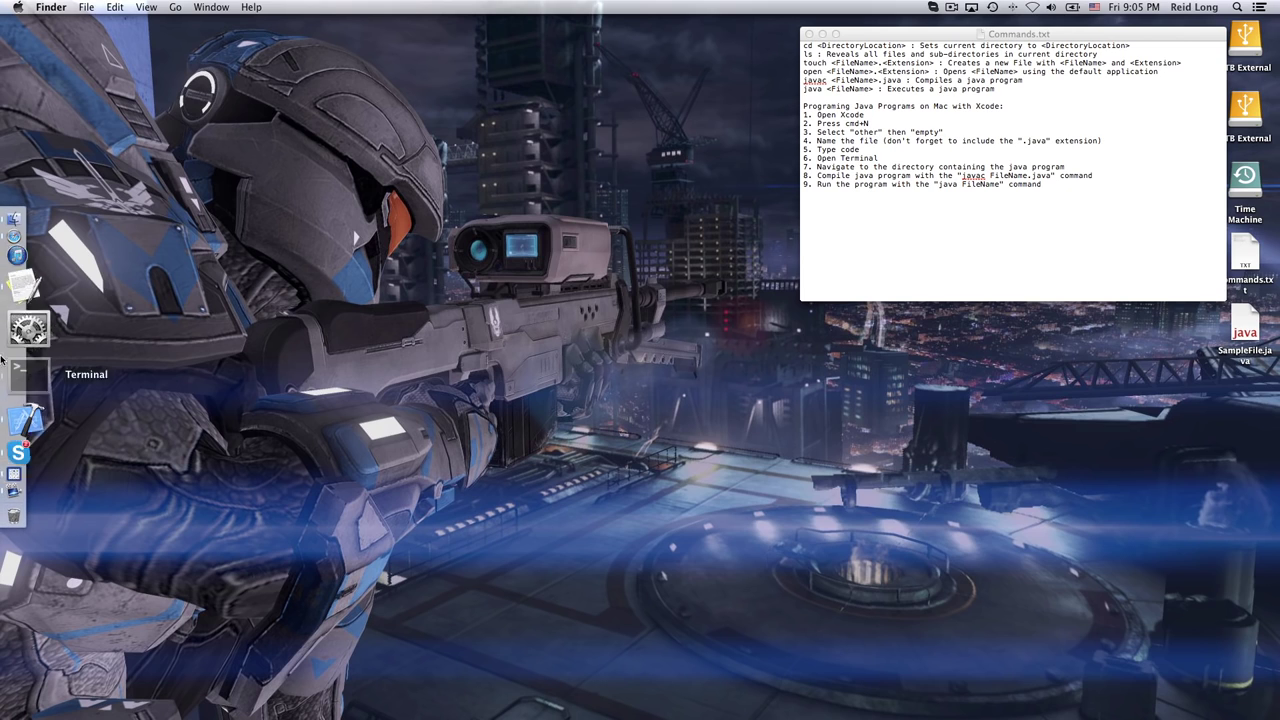 Finder File Edit View Go Window Help
Fri 9:05 PM Reid Long
Commands.txt
cd <DirectoryLocation> : Sets current directory to <DirectoryLocation>
ls : Reveals all files and sub-directories in current directory
touch <FileName>.<Extension> : Creates a new File with <FileName> and <Extension>
open <FileName>.<Extension> : Opens <FileName> using the default application
javac <FileName>.java : Compiles a java program
java <FileName> : Executes a java program
Programing Java Programs on Mac with Xcode:
1. Open Xcode
2. Press cmd+N
3. Select "other" then "empty"
4. Name the file (don't forget to include the ".java" extension)
5. Type code
6. Open Terminal
7. Navigate to the directory containing the java program
8. Compile java program with the "javac FileName.java" command
9. Run the program with the "java FileName" command
TB External
TB External
Time
Machine
TXT
ommands.tx
t
java
SampleFile.ja
va
>_
Terminal